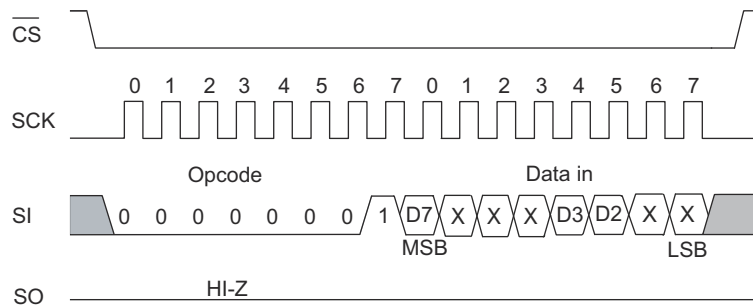 CS
0 1 2 3 4 5 6 7 0 1 2 3 4 5 6 7
SCK
Opcode Data in
SI 0 0 0 0 0 0 0 1 D7 X X X D3 D2 X X
MSB LSB
HI-Z
SO